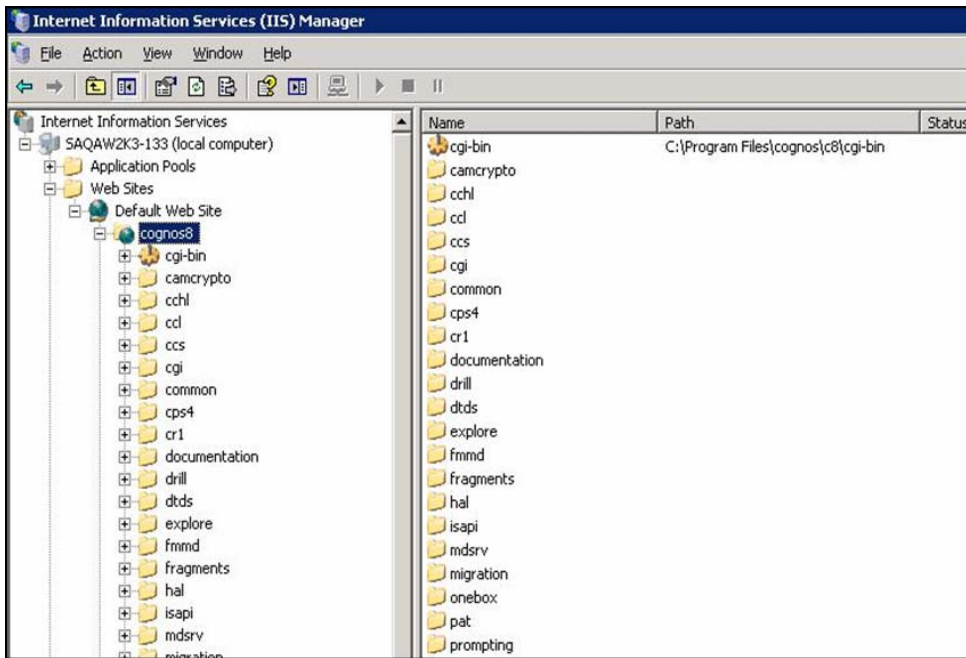 Internet Information Services (IIS) Manager
File Action View Window Help
Internet Information Services
SAQAW2K3-133 (local computer)
Application Pools
Web Sites
Default Web Site
cognos8
cgi-bin
camcrypto
cchl
ccl
ccs
cgi
common
cps4
cr1
documentation
drill
dtds
explore
fmmd
fragments
hal
isapi
mdsrv
migration
Name Path Status
cgi-bin C:\Program Files\cognos\c8\cgi-bin
camcrypto
cchl
ccl
ccs
cgi
common
cps4
cr1
documentation
drill
dtds
explore
fmmd
fragments
hal
isapi
mdsrv
migration
onebox
pat
prompting